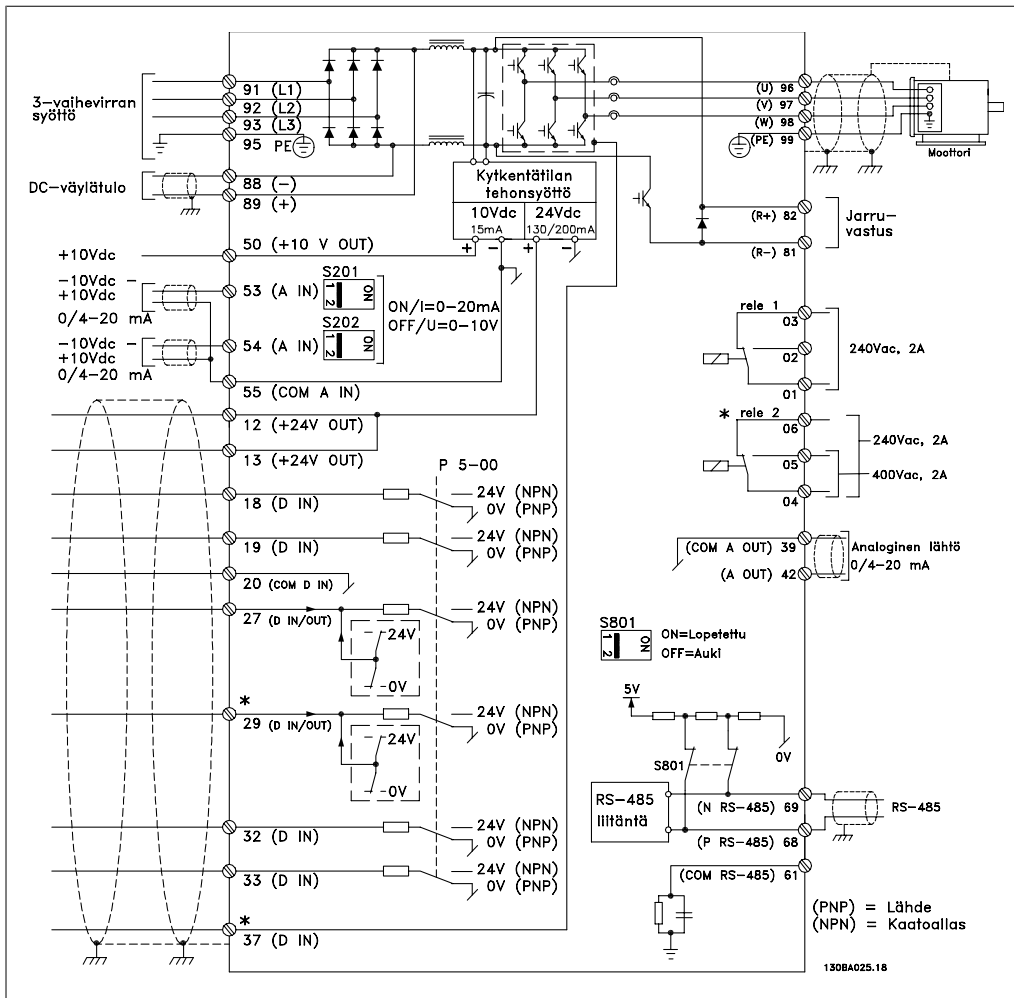 3-vaihevirran
syöttö
91 (L1)
92 (L2)
93 (L3)
95 PE
DC-väylätulo
88 (-)
89 (+)
+10Vdc
50 (+10 V OUT)
-10Vdc -
+10Vdc
0/4-20 mA
53 (A IN)
S201
1 2
ON
-10Vdc -
+10Vdc
0/4-20 mA
54 (A IN)
S202
1 2
ON
ON/I=0-20mA
OFF/U=0-10V
55 (COM A IN)
12 (+24V OUT)
13 (+24V OUT)
P 5-00
18 (D IN)
24V (NPN)
0V (PNP)
19 (D IN)
24V (NPN)
0V (PNP)
20 (COM D IN)
27 (D IN/OUT)
24V (NPN)
0V (PNP)
24V
0V
*
29 (D IN/OUT)
24V (NPN)
0V (PNP)
24V
0V
32 (D IN)
24V (NPN)
0V (PNP)
33 (D IN)
24V (NPN)
0V (PNP)
*
37 (D IN)
Kytkentätilan
tehonsyöttö
10Vdc
15mA
24Vdc
130/200mA
+ - + -
(U) 96
(V) 97
(W) 98
(PE) 99
Moottori
(R+) 82
(R-) 81
Jarru-
vastus
rele 1
03
02
01
240Vac, 2A
* rele 2
06
05
04
240Vac, 2A
400Vac, 2A
(COM A OUT) 39
(A OUT) 42
Analoginen lähtö
0/4-20 mA
S801
1 2
ON
ON=Lopetettu
OFF=Auki
5V
0V
S801
RS-485
liitäntä
(N RS-485) 69
(P RS-485) 68
(COM RS-485) 61
RS-485
(PNP) = Lähde
(NPN) = Kaatoallas
130BA025.18